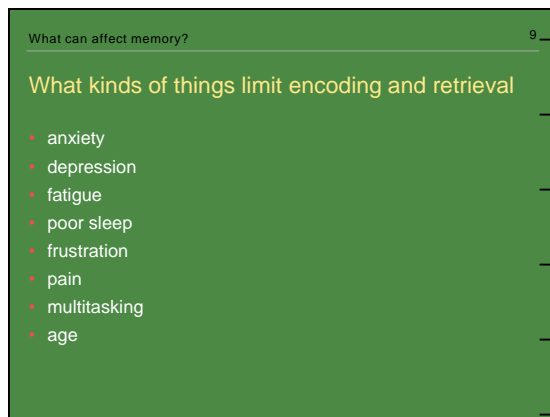 What can affect memory? 9
What kinds of things limit encoding and retrieval
• anxiety
• depression
• fatigue
• poor sleep
• frustration
• pain
• multitasking
• age